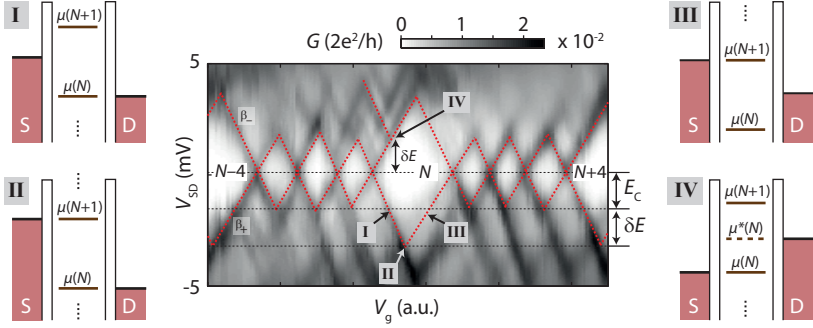 I
μ(N+1)
μ(N)
S
D
II
μ(N+1)
μ(N)
S
D
G (2e²/h)
0
1
2
x 10⁻²
5
V_SD (mV)
-5
β_
β₊
N-4
N
N+4
δE
IV
I
II
III
E_C
δE
V_g (a.u.)
III
μ(N+1)
μ(N)
S
D
IV
μ(N+1)
μ*(N)
μ(N)
S
D